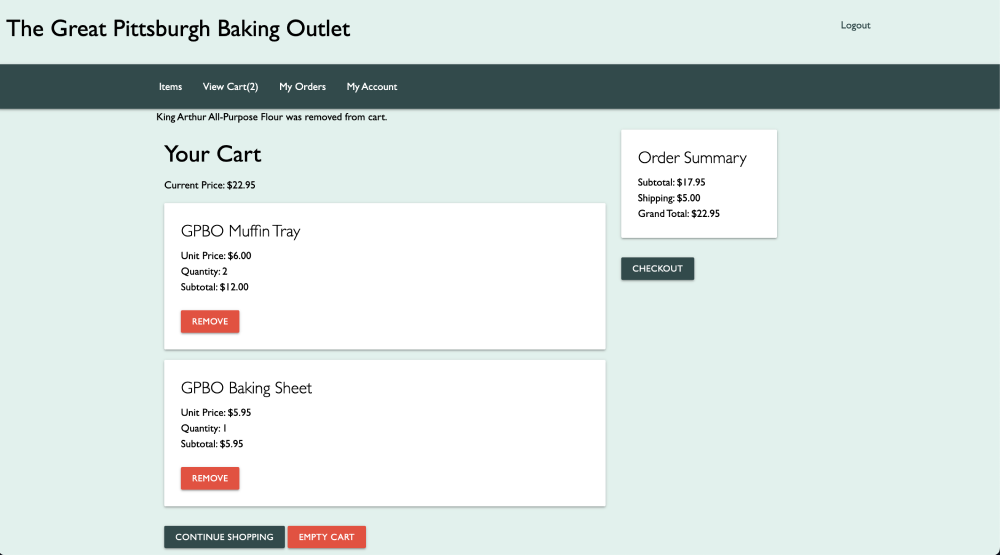 The Great Pittsburgh Baking Outlet
Logout
Items View Cart(2) My Orders My Account
King Arthur All-Purpose Flour was removed from cart.
Your Cart
Current Price: $22.95
GPBO Muffin Tray
Unit Price: $6.00
Quantity: 2
Subtotal: $12.00
REMOVE
GPBO Baking Sheet
Unit Price: $5.95
Quantity: 1
Subtotal: $5.95
REMOVE
CONTINUE SHOPPING EMPTY CART
Order Summary
Subtotal: $17.95
Shipping: $5.00
Grand Total: $22.95
CHECKOUT